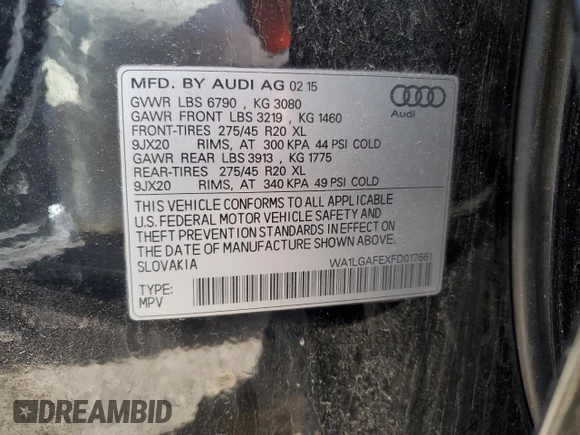 MFD. BY AUDI AG 02 15
GVWR LBS 6790 , KG 3080
GAWR FRONT LBS 3219 , KG 1460
FRONT-TIRES 275/45 R20 XL
9JX20 RIMS, AT 300 KPA 44 PSI COLD
GAWR REAR LBS 3913 , KG 1775
REAR-TIRES 275/45 R20 XL
9JX20 RIMS, AT 340 KPA 49 PSI COLD
Audi
THIS VEHICLE CONFORMS TO ALL APPLICABLE
U.S. FEDERAL MOTOR VEHICLE SAFETY AND
THEFT PREVENTION STANDARDS IN EFFECT ON
THE DATE OF MANUFACTURE SHOWN ABOVE.
SLOVAKIA WA1LGAFEXFD017661
TYPE:
MPV
DREAMBID